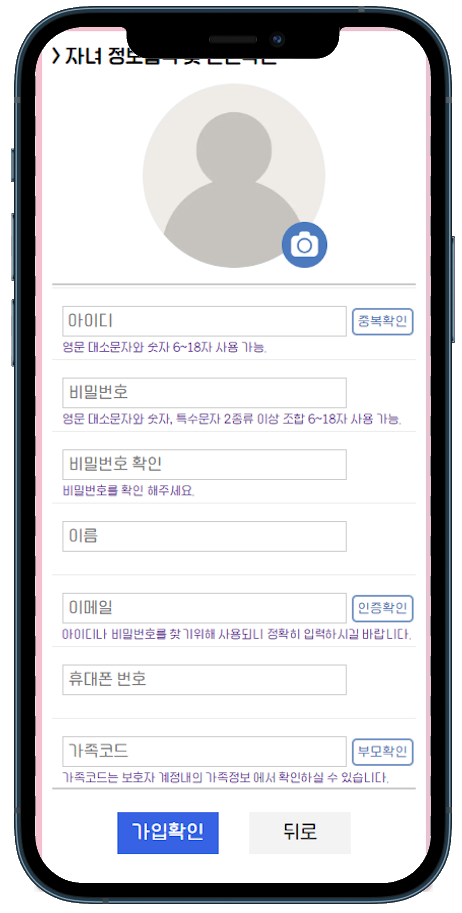 > 자녀 정보
아이디
중복확인
영문 대소문자와 숫자 6~18자 사용 가능.
비밀번호
영문 대소문자와 숫자, 특수문자 2종류 이상 조합 6~18자 사용 가능.
비밀번호 확인
비밀번호를 확인 해주세요.
이름
이메일
인증확인
아이디나 비밀번호를 찾기위해 사용되니 정확히 입력하시길 바랍니다.
휴대폰 번호
가족코드
부모확인
가족코드는 보호자 계정내의 가족정보 에서 확인하실 수 있습니다.
가입확인
뒤로